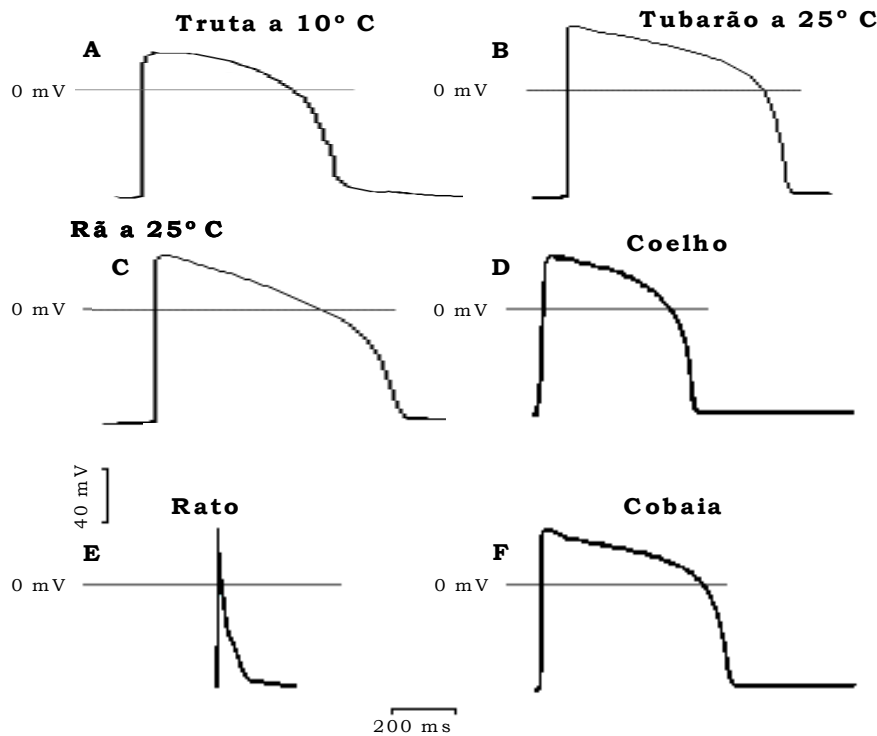 Truta a 10º C
A
0 mV
Tubarão a 25º C
B
0 mV
Rã a 25º C
C
0 mV
Coelho
D
0 mV
40 mV
Rato
E
0 mV
Cobaia
F
0 mV
200 ms